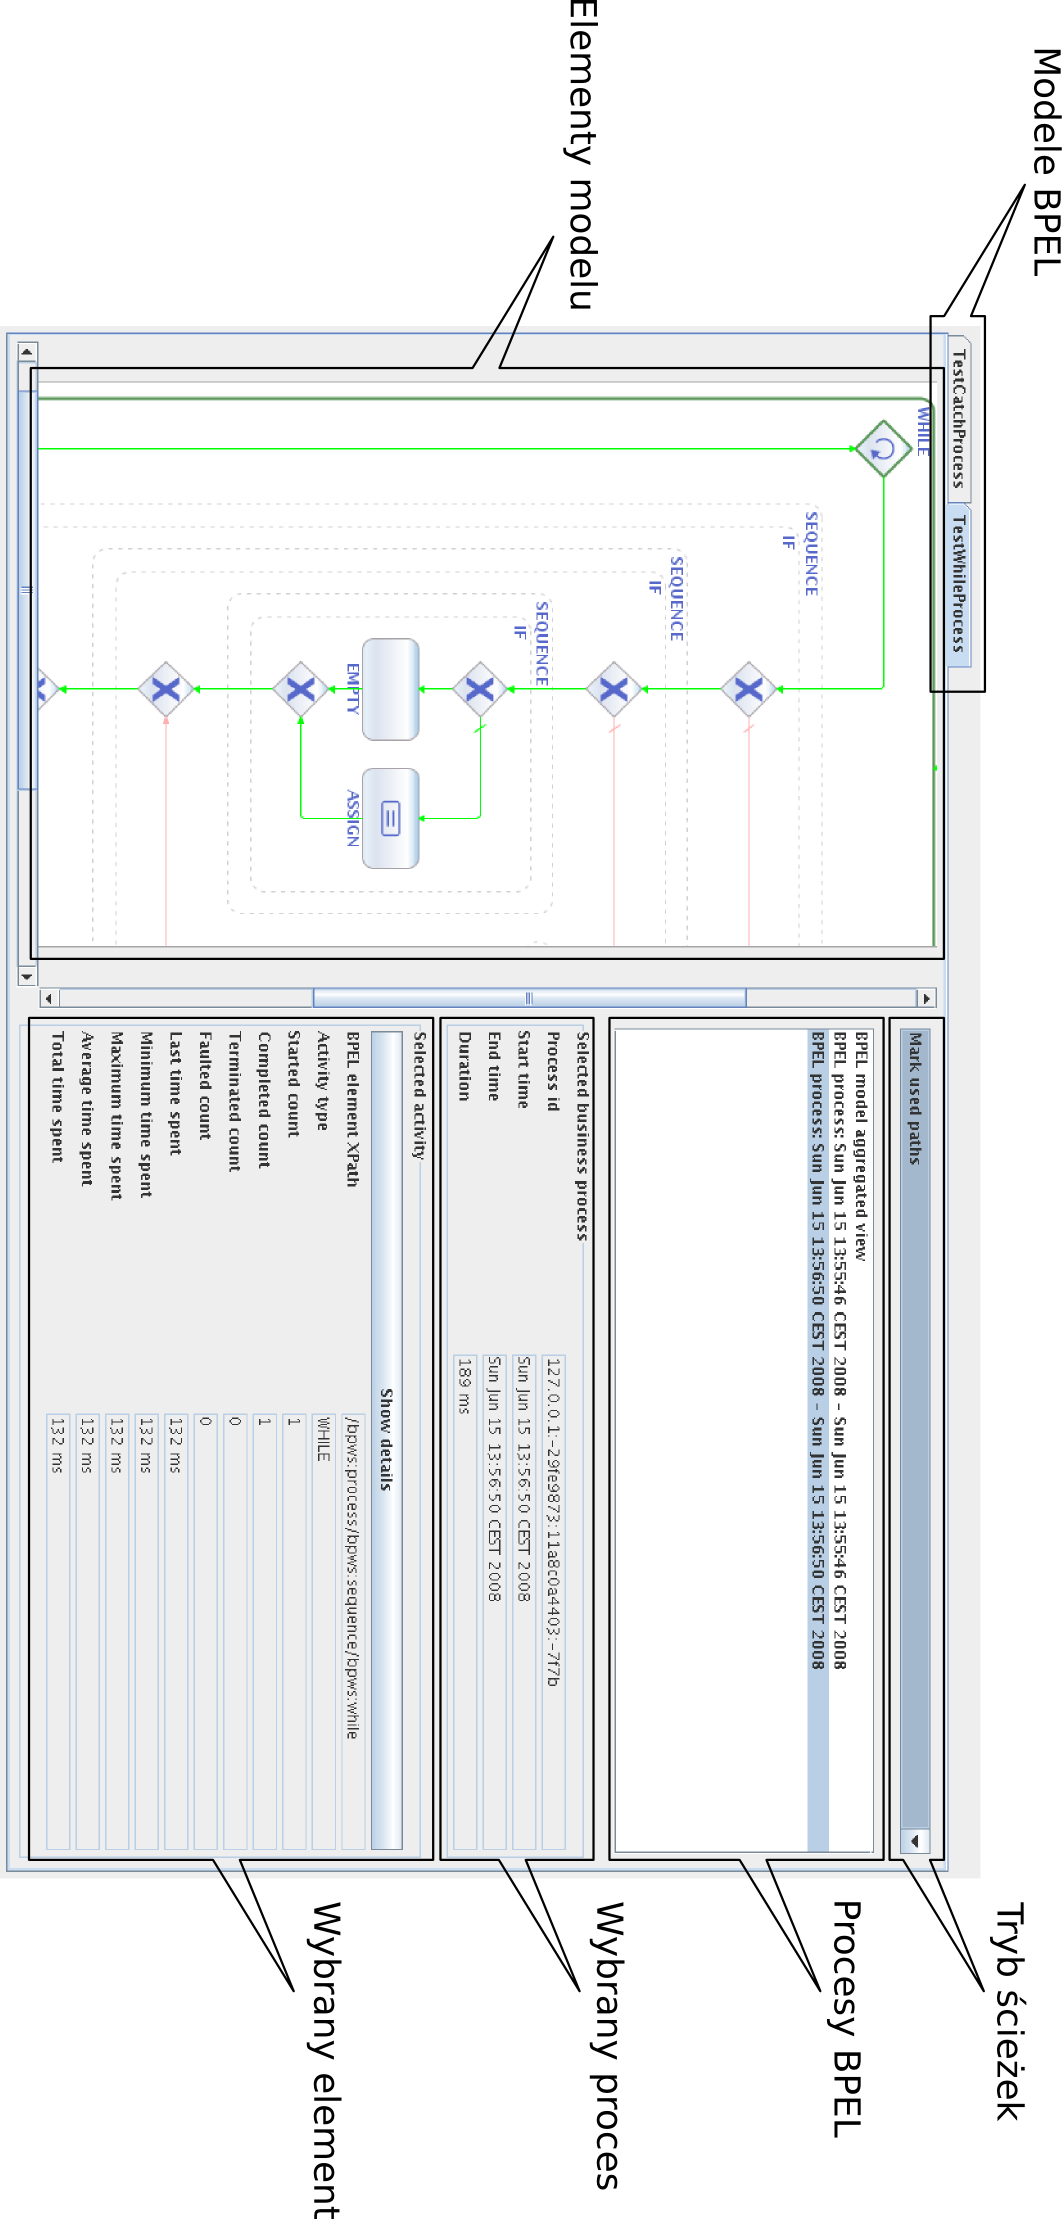 Modele BPEL
Elementy modelu
TestCatchProcess
TestWhileProcess
WHILE
SEQUENCE
IF
SEQUENCE
IF
SEQUENCE
IF
EMPTY
ASSIGN
Mark used paths
BPEL model aggregated view
BPEL process: Sun Jun 15 13:55:46 CEST 2008 - Sun Jun 15 13:55:46 CEST 2008
BPEL process: Sun Jun 15 13:56:50 CEST 2008 - Sun Jun 15 13:56:50 CEST 2008
Selected business process
Process id 127.0.0.1:-29fe9873:11a8c0a4403:-7f7b
Start time Sun Jun 15 13:56:50 CEST 2008
End time Sun Jun 15 13:56:50 CEST 2008
Duration 189 ms
Selected activity
Show details
BPEL element XPath /bpws:process/bpws:sequence/bpws:while
Activity type WHILE
Started count 1
Completed count 1
Terminated count 0
Faulted count 0
Last time spent 132 ms
Minimum time spent 132 ms
Maximum time spent 132 ms
Average time spent 132 ms
Total time spent 132 ms
Tryb ścieżek
Procesy BPEL
Wybrany proces
Wybrany element